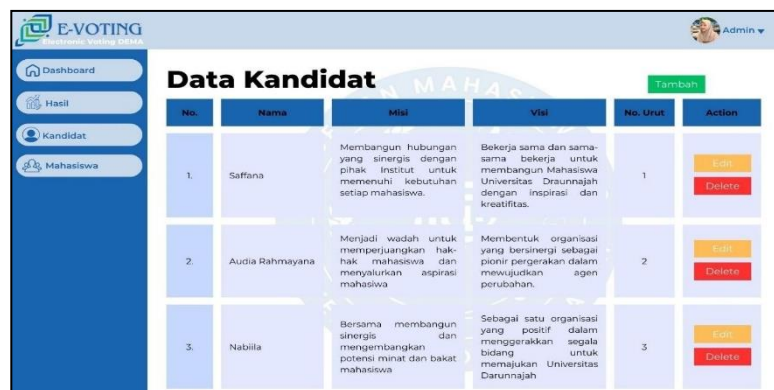 E-VOTING
Electronic Voting DEMA
Admin
Dashboard
Hasil
Kandidat
Mahasiswa
Data Kandidat
MAHAS
Tambah
No. Nama Misi Visi No. Urut Action
1. Saffana
Membangun hubungan
yang sinergis dengan
pihak Institut untuk
memenuhi kebutuhan
setiap mahasiswa.
Bekerja sama dan sama-
sama bekerja untuk
membangun Mahasiswa
Universitas Draunnajah
dengan inspirasi dan
kreatifitas.
1
Edit
Delete
2. Audia Rahmayana
Menjadi wadah untuk
memperjuangkan hak-
hak mahasiswa dan
menyalurkan aspirasi
mahasiwa
Membentuk organisasi
yang bersinergi sebagai
pionir pergerakan dalam
mewujudkan agen
perubahan.
2
Edit
Delete
3. Nabiila
Bersama membangun
sinergis dan
mengembangkan
potensi minat dan bakat
mahasiswa
Sebagai satu organisasi
yang positif dalam
menggerakkan segala
bidang untuk
memajukan Universitas
Darunnajah
3
Edit
Delete